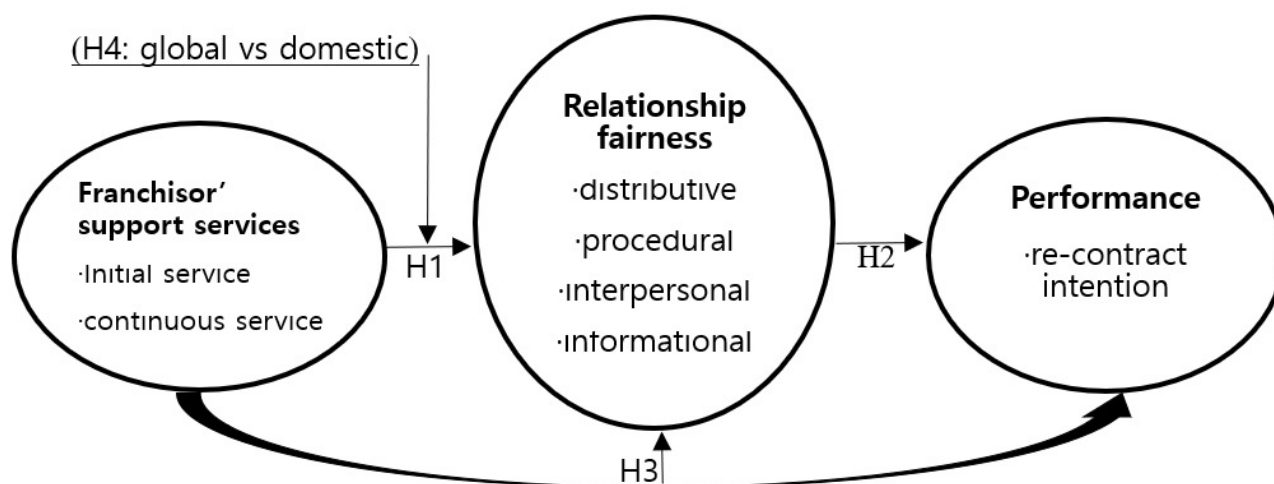 (H4: global vs domestic)
Relationship
fairness
·distributive
·procedural
·interpersonal
·informational
Franchisor’
support services
·Initial service
·continuous service
H1
H2
Performance
·re-contract
intention
H3